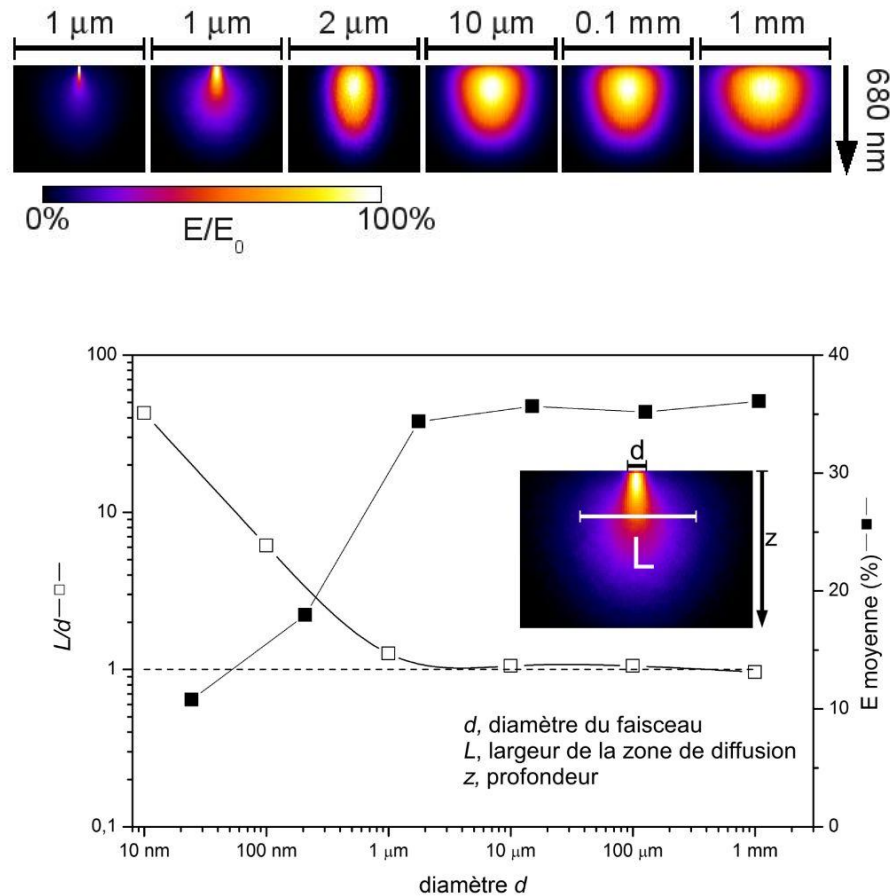 1 μm 1 μm 2 μm 10 μm 0.1 mm 1 mm
680 nm
0% 100%
E/E0
100
10
1
0,1
L/d—□—
40
30
20
10
0
E moyenne (%) —■—
d
L
z
d, diamètre du faisceau
L, largeur de la zone de diffusion
z, profondeur
10 nm 100 nm 1 μm 10 μm 100 μm 1 mm
diamètre d